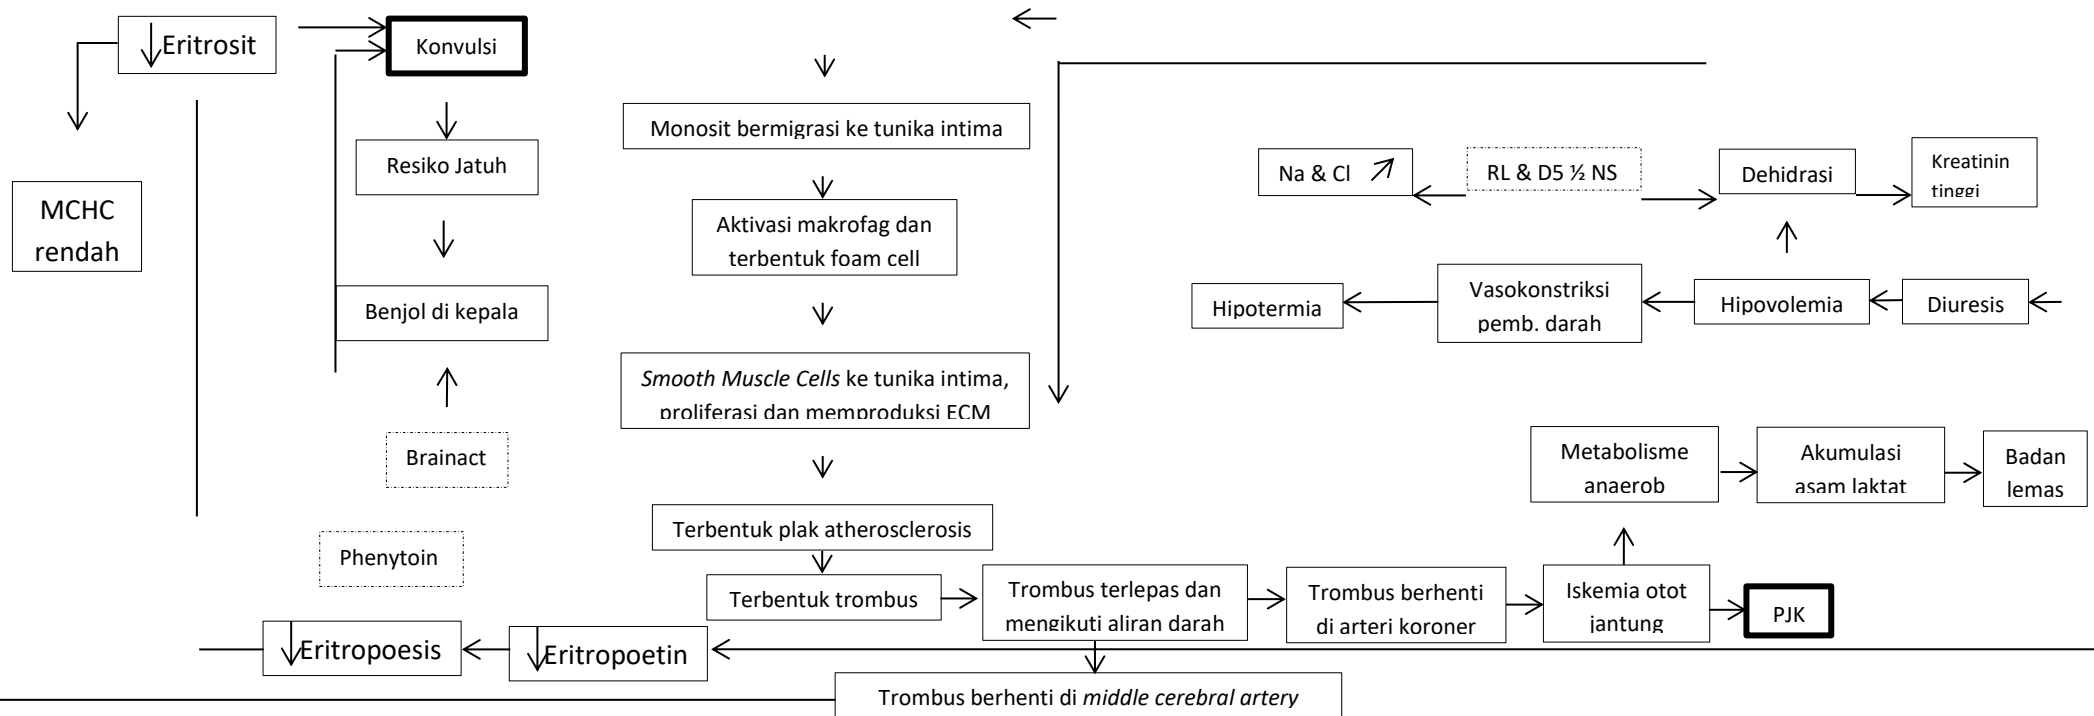 ↓Eritrosit
Konvulsi
MCHC
rendah
Resiko Jatuh
Benjol di kepala
Brainact
Phenytoin
↓Eritropoesis
↓Eritropoetin
Monosit bermigrasi ke tunika intima
Aktivasi makrofag dan
terbentuk foam cell
Smooth Muscle Cells ke tunika intima,
proliferasi dan memproduksi ECM
Terbentuk plak atherosclerosis
Terbentuk trombus
Trombus terlepas dan
mengikuti aliran darah
Trombus berhenti
di arteri koroner
Iskemia otot
jantung
PJK
Trombus berhenti di middle cerebral artery
Metabolisme
anaerob
Akumulasi
asam laktat
Badan
lemas
Na & Cl ↗
RL & D5 ½ NS
Dehidrasi
Kreatinin
tinggi
Hipotermia
Vasokonstriksi
pemb. darah
Hipovolemia
Diuresis